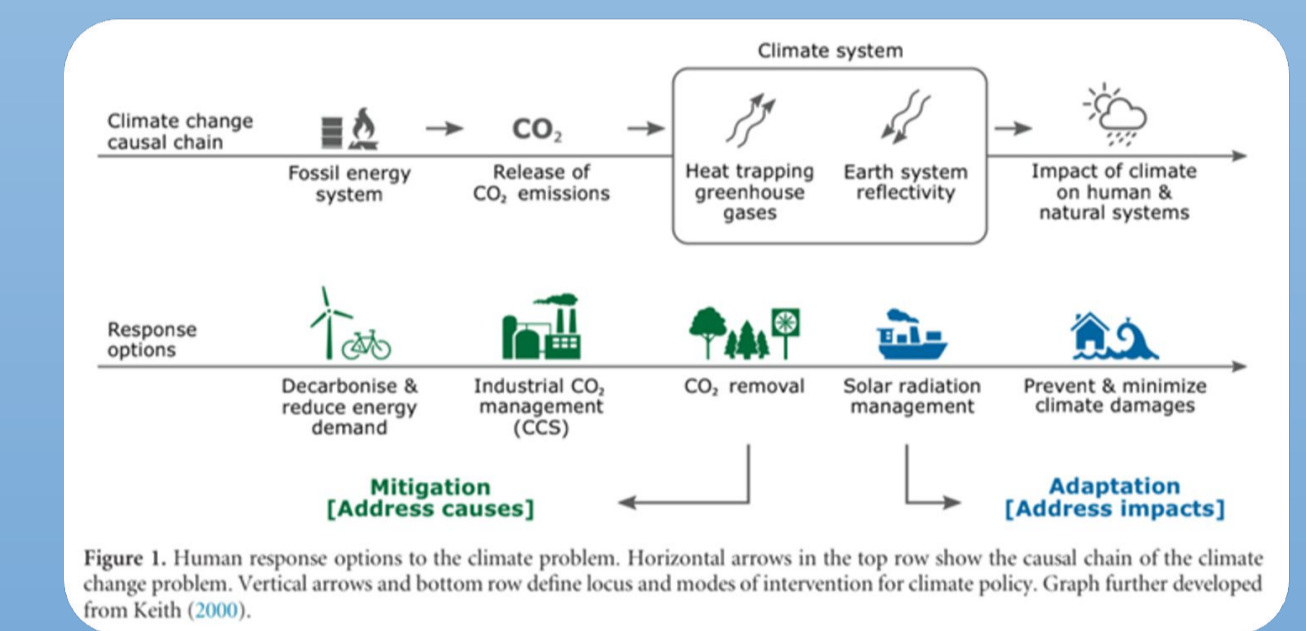 Climate system
Climate change
causal chain
CO₂
Fossil energy
system
Release of
CO₂ emissions
Heat trapping
greenhouse
gases
Earth system
reflectivity
Impact of climate
on human &
natural systems
Response
options
Decarbonise &
reduce energy
demand
Industrial CO₂
management
(CCS)
CO₂ removal
Solar radiation
management
Prevent & minimize
climate damages
Mitigation
[Address causes]
Adaptation
[Address impacts]
Figure 1. Human response options to the climate problem. Horizontal arrows in the top row show the causal chain of the climate
change problem. Vertical arrows and bottom row define locus and modes of intervention for climate policy. Graph further developed
from Keith (2000).